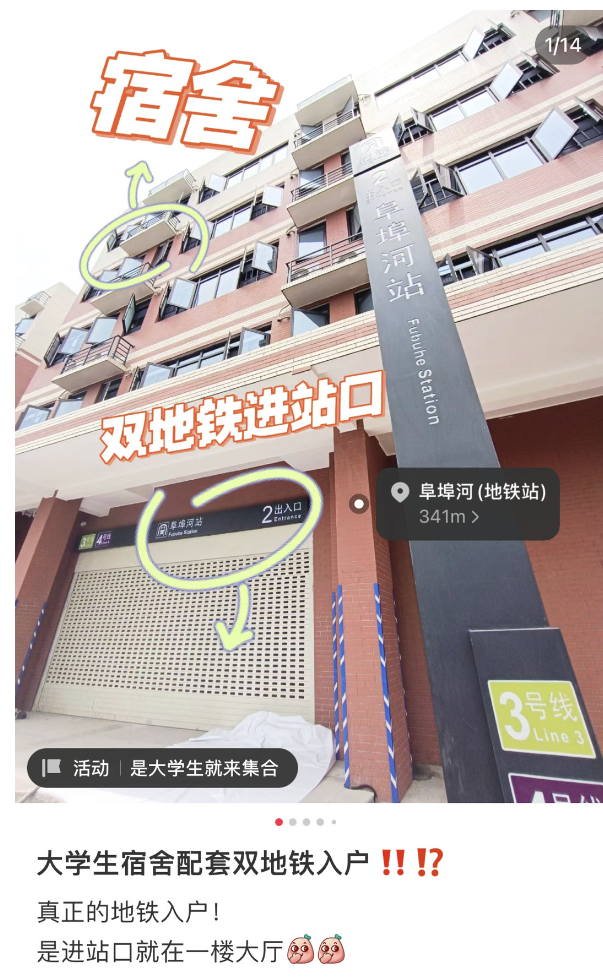 1/14
宿舍
阜埠河站
Fubuhe Station
双地铁进站口
阜埠河(地铁站)
341m >
阜埠河站
Fubuhe Station
2出入口
Entrance
3号线
Line 3
4号线
活动 | 是大学生就来集合
大学生宿舍配套双地铁入户 ‼️ ⁉️
真正的地铁入户！
是进站口就在一楼大厅